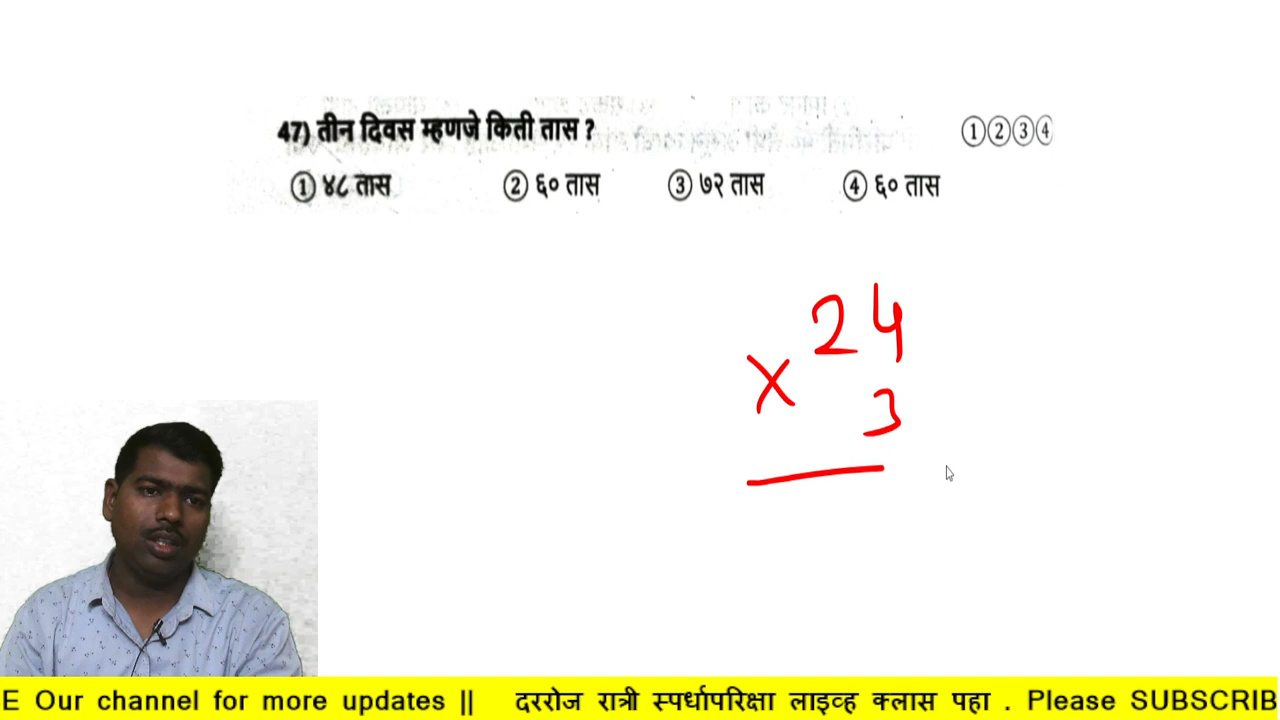 47) तीन दिवस म्हणजे किती तास ? ①②③④
① ४८ तास ② ६० तास ③ ७२ तास ④ ६० तास
24
× 3
E Our channel for more updates || दररोज रात्री स्पर्धापरिक्षा लाइव्ह क्लास पहा . Please SUBSCRIB